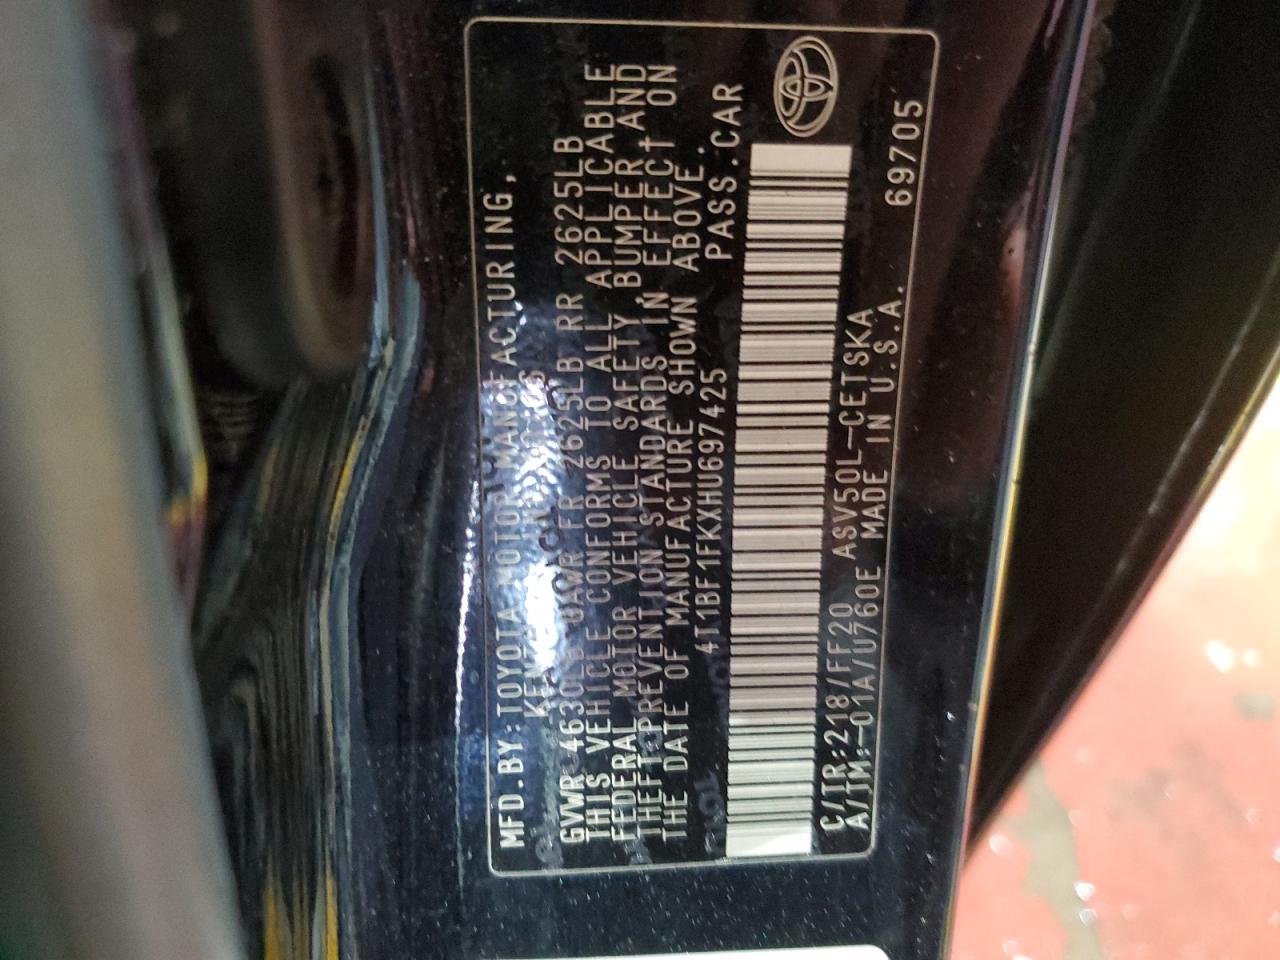 MFD.BY:TOYOTA MOTOR MANUFACTURING,
GVWR 4630LB GAWR FR 2625LB RR 2625LB
THIS VEHICLE CONFORMS TO ALL APPLICABLE
FEDERAL MOTOR VEHICLE SAFETY, BUMPER, AND
THEFT PREVENTION STANDARDS IN EFFECT ON
THE DATE OF MANUFACTURE SHOWN ABOVE.
4T1BF1FKXHU697425 PASS.CAR
C/TR:218/FF20 ASV50L-CETSKA
A/TM:-01A/U760E MADE IN U.S.A.
69705